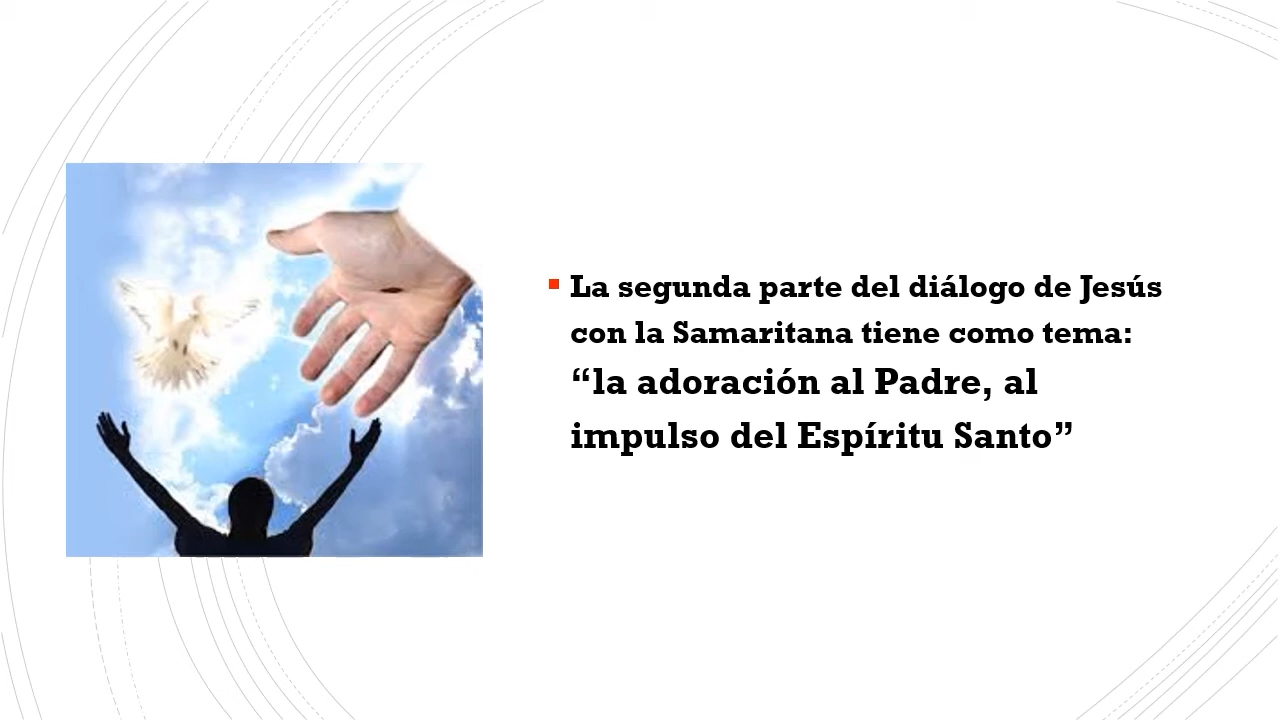 La segunda parte del diálogo de Jesús
con la Samaritana tiene como tema:
“la adoración al Padre, al
impulso del Espíritu Santo”